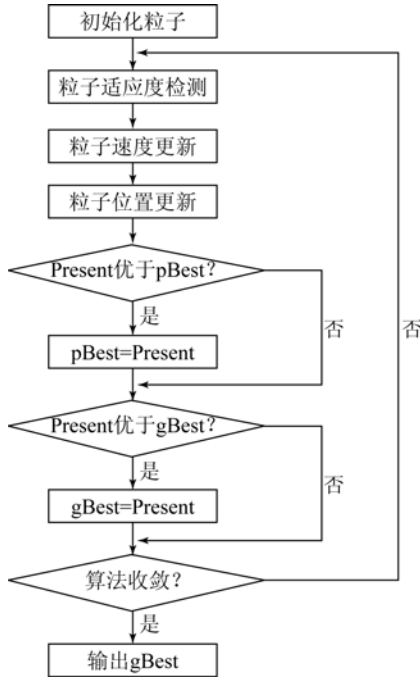 初始化粒子
粒子适应度检测
粒子速度更新
粒子位置更新
Present优于pBest？
是
否
否
pBest=Present
Present优于gBest？
是
否
gBest=Present
算法收敛？
是
输出gBest